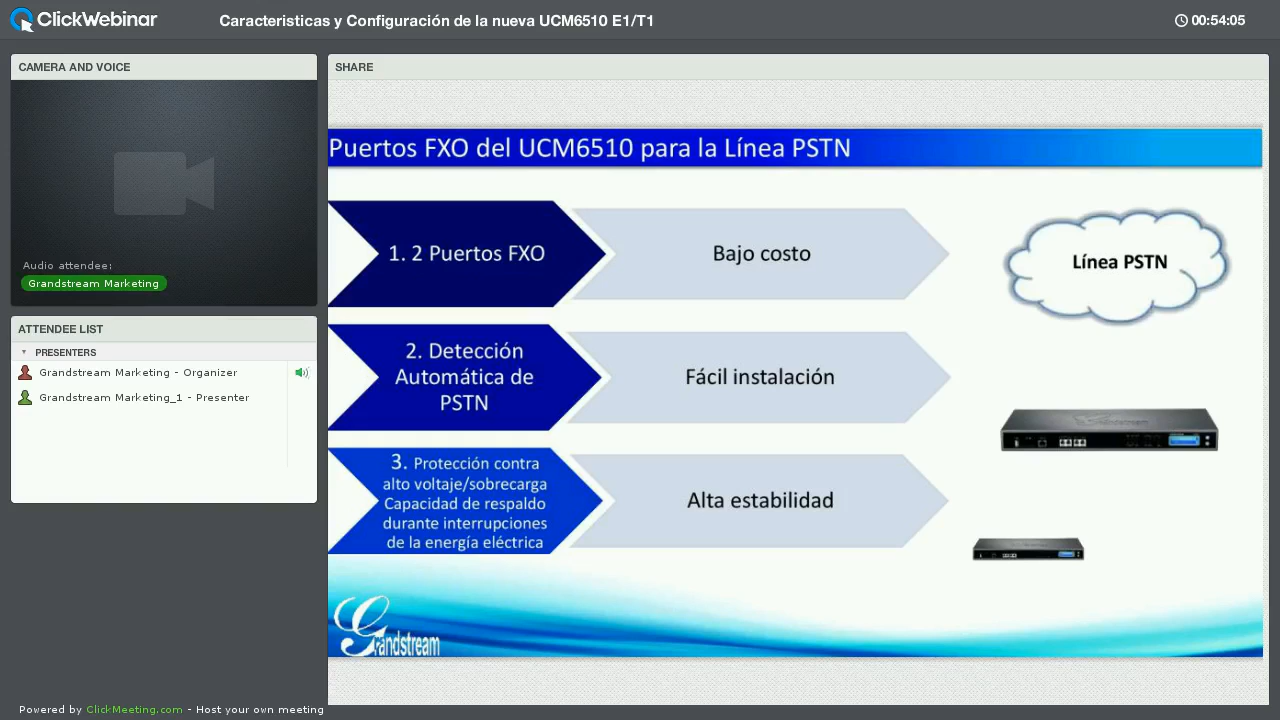 ClickWebinar
Caracteristicas y Configuración de la nueva UCM6510 E1/T1
00:54:05
CAMERA AND VOICE
Audio attendee:
Grandstream Marketing
ATTENDEE LIST
PRESENTERS
Grandstream Marketing - Organizer
Grandstream Marketing_1 - Presenter
SHARE
Puertos FXO del UCM6510 para la Línea PSTN
1. 2 Puertos FXO
Bajo costo
Línea PSTN
2. Detección
Automática de
PSTN
Fácil instalación
3. Protección contra
alto voltaje/sobrecarga
Capacidad de respaldo
durante interrupciones
de la energía eléctrica
Alta estabilidad
Grandstream
Powered by ClickMeeting.com - Host your own meeting